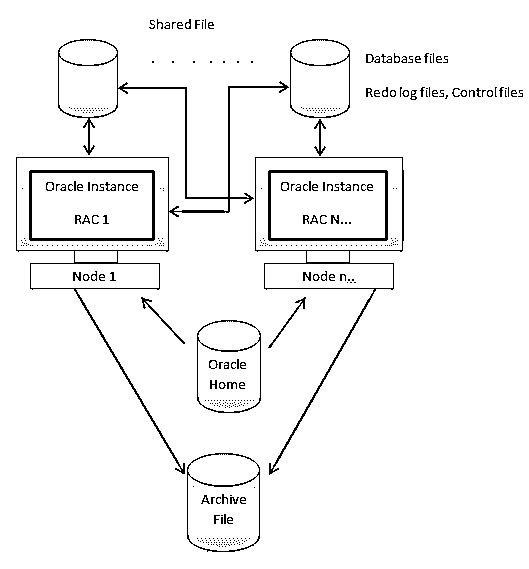 Shared File
Database files
Redo log files, Control files
Oracle Instance
RAC 1
Oracle Instance
RAC N...
Node 1
Node n..
Oracle
Home
Archive
File